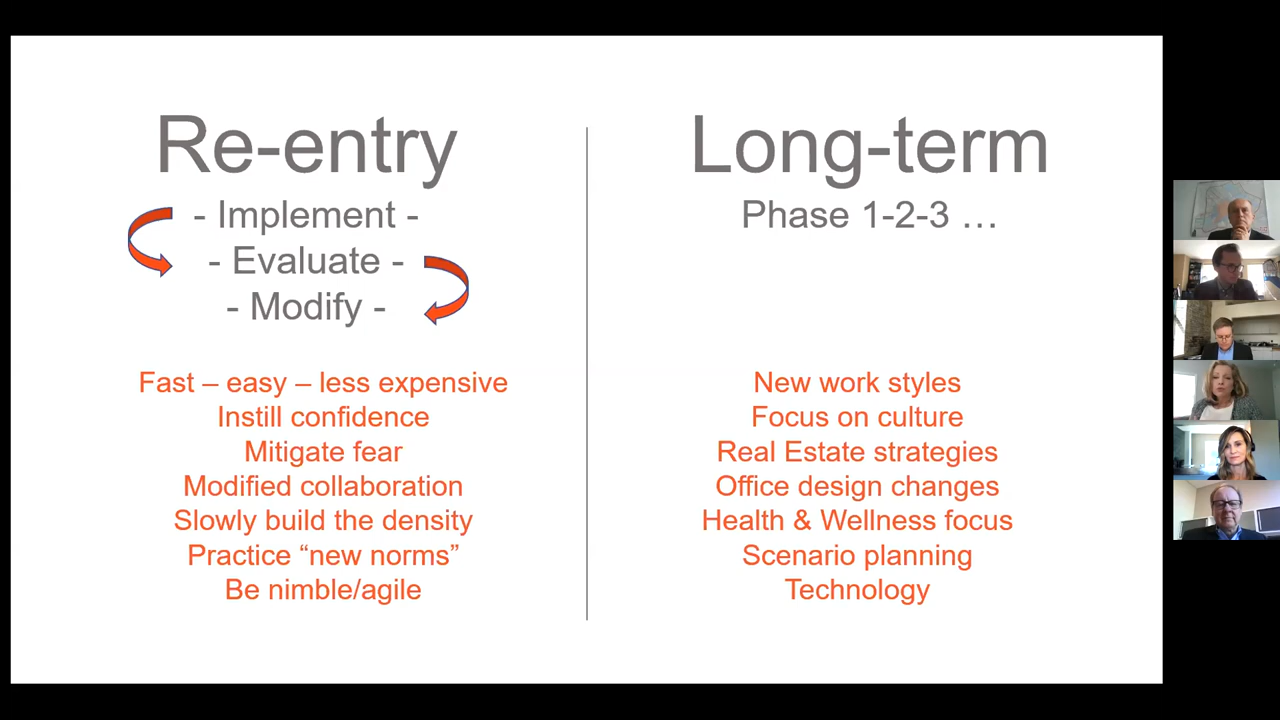 Re-entry
- Implement -
- Evaluate -
- Modify -
Fast – easy – less expensive
Instill confidence
Mitigate fear
Modified collaboration
Slowly build the density
Practice “new norms”
Be nimble/agile
Long-term
Phase 1-2-3 …
New work styles
Focus on culture
Real Estate strategies
Office design changes
Health & Wellness focus
Scenario planning
Technology